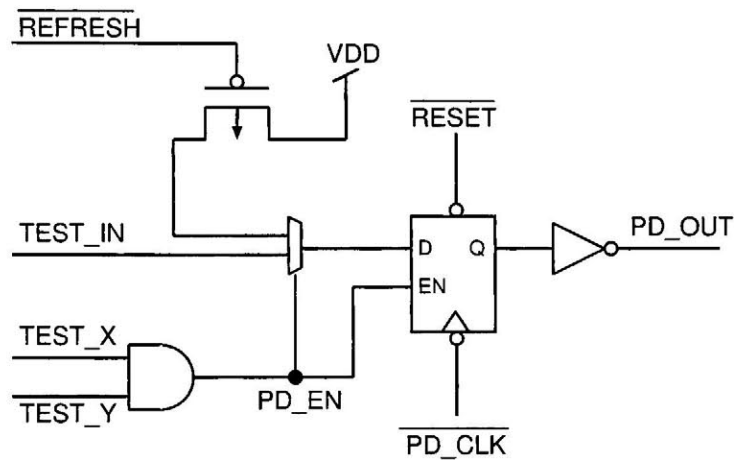 REFRESH
VDD
RESET
TEST_IN
D Q
PD_OUT
EN
TEST_X
TEST_Y
PD_EN
PD_CLK